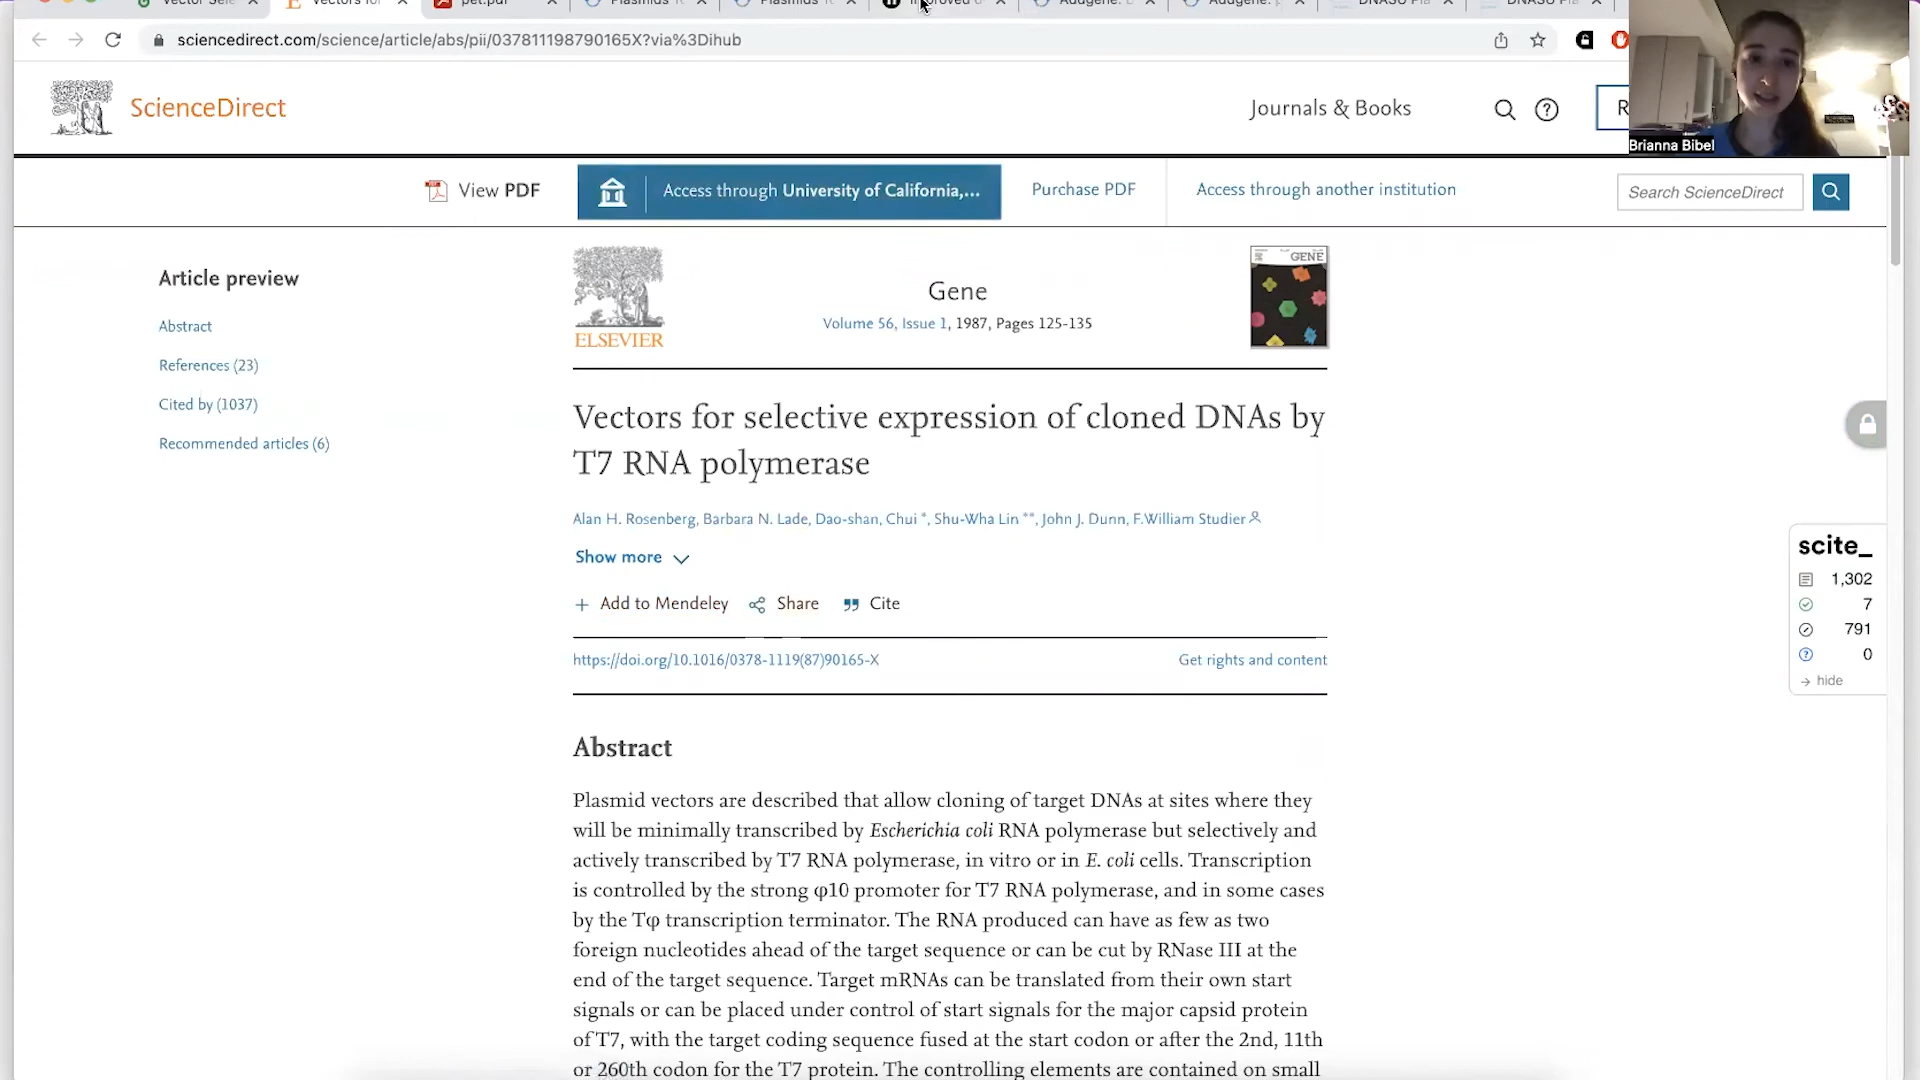 Vector Sele
Vectors for
pet.pdf
Plasmids
Plasmids
Addgene:
Addgene:
DNASU Pla
DNASU Pla
sciencedirect.com/science/article/abs/pii/037811198790165X?via%3Dihub
ScienceDirect
Journals & Books
R
Brianna Bibel
View PDF
Access through University of California,...
Purchase PDF
Access through another institution
Search ScienceDirect
Article preview
Abstract
References (23)
Cited by (1037)
Recommended articles (6)
ELSEVIER
Gene
Volume 56, Issue 1, 1987, Pages 125-135
GENE
Vectors for selective expression of cloned DNAs by
T7 RNA polymerase
Alan H. Rosenberg, Barbara N. Lade, Dao-shan, Chui *, Shu-Wha Lin **, John J. Dunn, F.William Studier
Show more
Add to Mendeley
Share
Cite
https://doi.org/10.1016/0378-1119(87)90165-X
Get rights and content
Abstract
Plasmid vectors are described that allow cloning of target DNAs at sites where they
will be minimally transcribed by Escherichia coli RNA polymerase but selectively and
actively transcribed by T7 RNA polymerase, in vitro or in E. coli cells. Transcription
is controlled by the strong φ10 promoter for T7 RNA polymerase, and in some cases
by the Tφ transcription terminator. The RNA produced can have as few as two
foreign nucleotides ahead of the target sequence or can be cut by RNase III at the
end of the target sequence. Target mRNAs can be translated from their own start
signals or can be placed under control of start signals for the major capsid protein
of T7, with the target coding sequence fused at the start codon or after the 2nd, 11th
or 260th codon for the T7 protein. The controlling elements are contained on small
scite_
1,302
7
791
0
hide